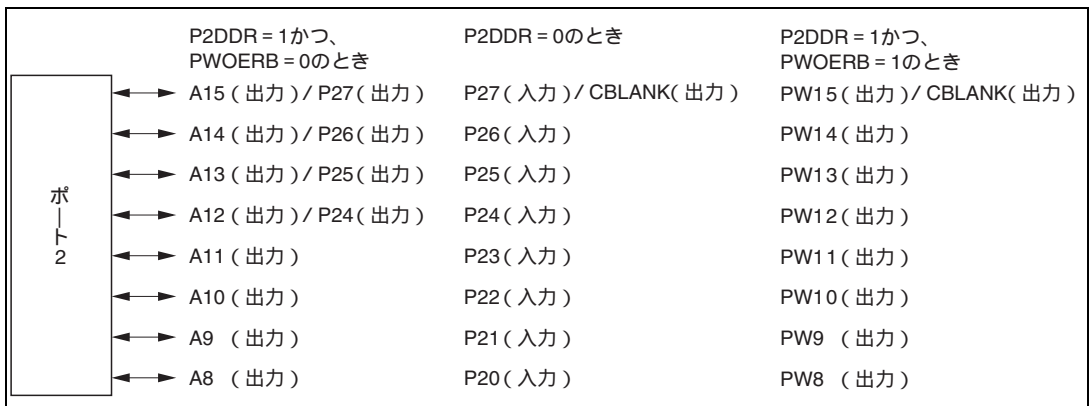 P2DDR = 1かつ、 P2DDR = 0のとき P2DDR = 1かつ、
PWOERB = 0のとき PWOERB = 1のとき
A15(出力)/ P27(出力) P27(入力)/ CBLANK(出力) PW15(出力)/ CBLANK(出力)
A14(出力)/ P26(出力) P26(入力) PW14(出力)
A13(出力)/ P25(出力) P25(入力) PW13(出力)
A12(出力)/ P24(出力) P24(入力) PW12(出力)
ポート2
A11(出力) P23(入力) PW11(出力)
A10(出力) P22(入力) PW10(出力)
A9 (出力) P21(入力) PW9 (出力)
A8 (出力) P20(入力) PW8 (出力)